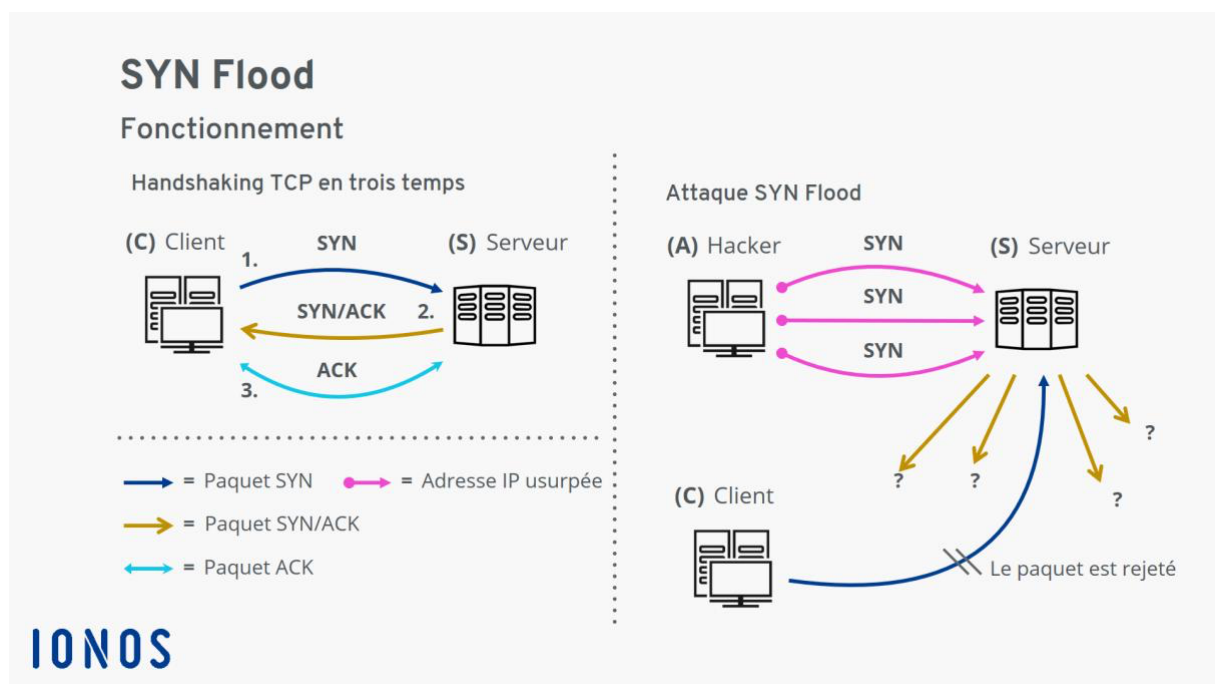 SYN Flood
Fonctionnement
Handshaking TCP en trois temps
(C) Client
SYN
(S) Serveur
1.
SYN/ACK
2.
ACK
3.
= Paquet SYN
= Adresse IP usurpée
= Paquet SYN/ACK
= Paquet ACK
Attaque SYN Flood
(A) Hacker
SYN
(S) Serveur
SYN
SYN
?
?
?
?
(C) Client
Le paquet est rejeté
IONOS